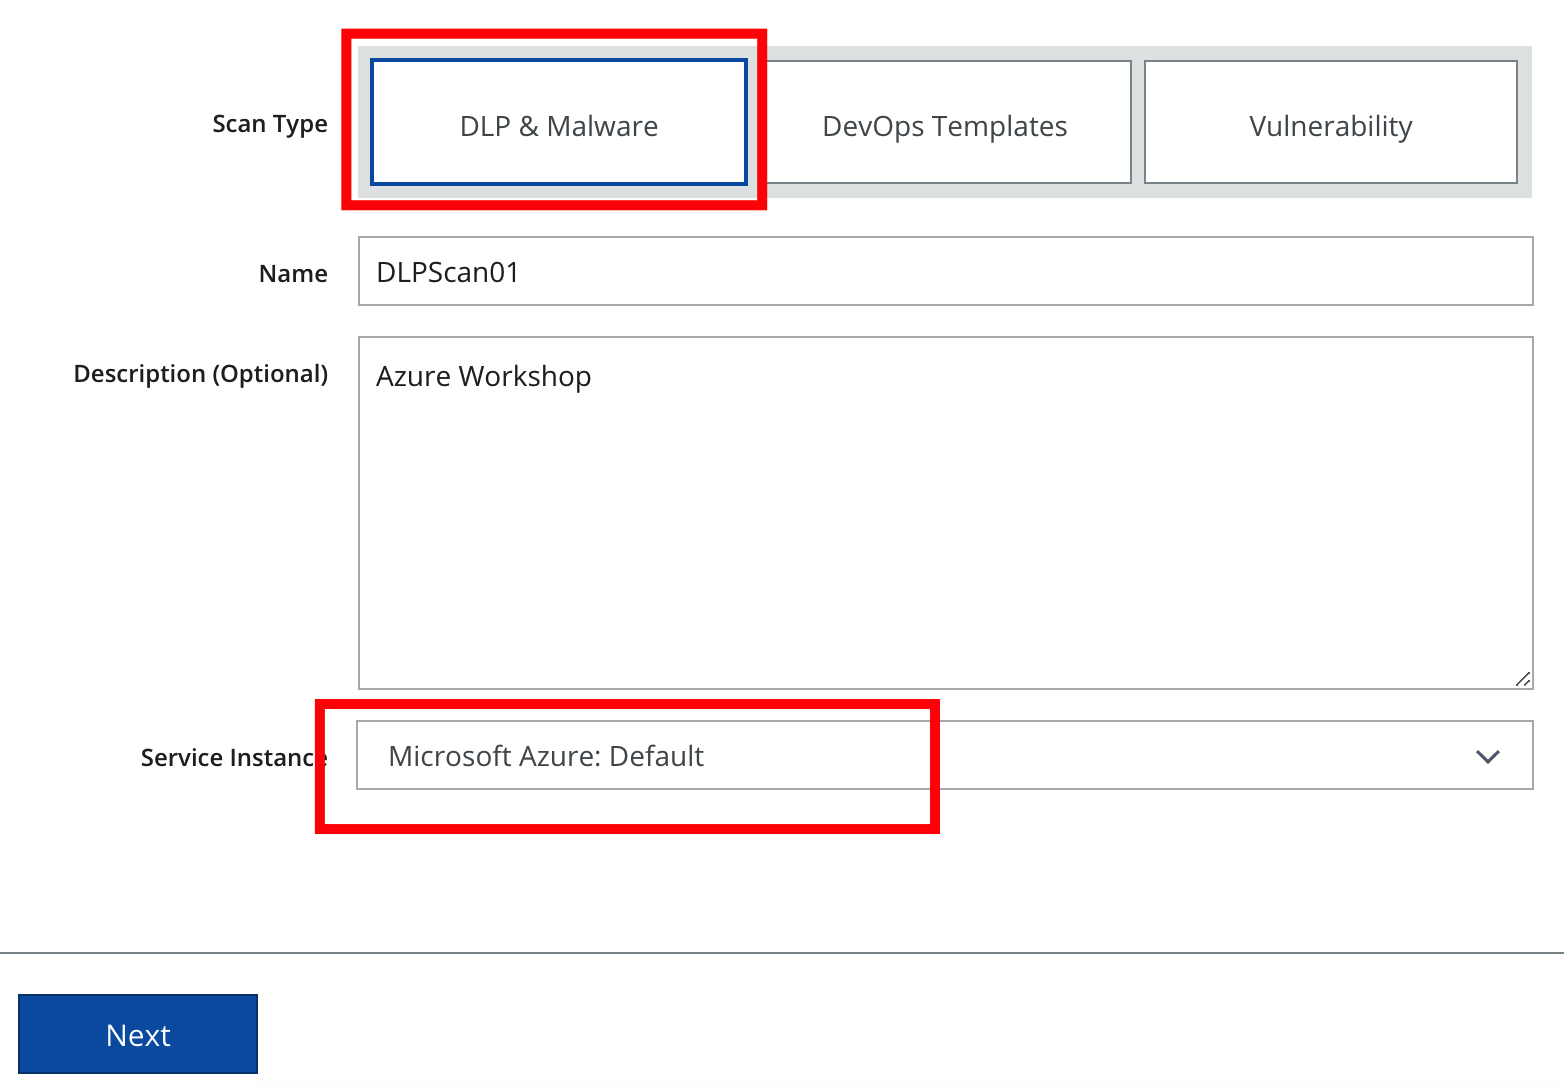 Scan Type
DLP & Malware
DevOps Templates
Vulnerability
Name
DLPScan01
Description (Optional)
Azure Workshop
Service Instance
Microsoft Azure: Default
Next